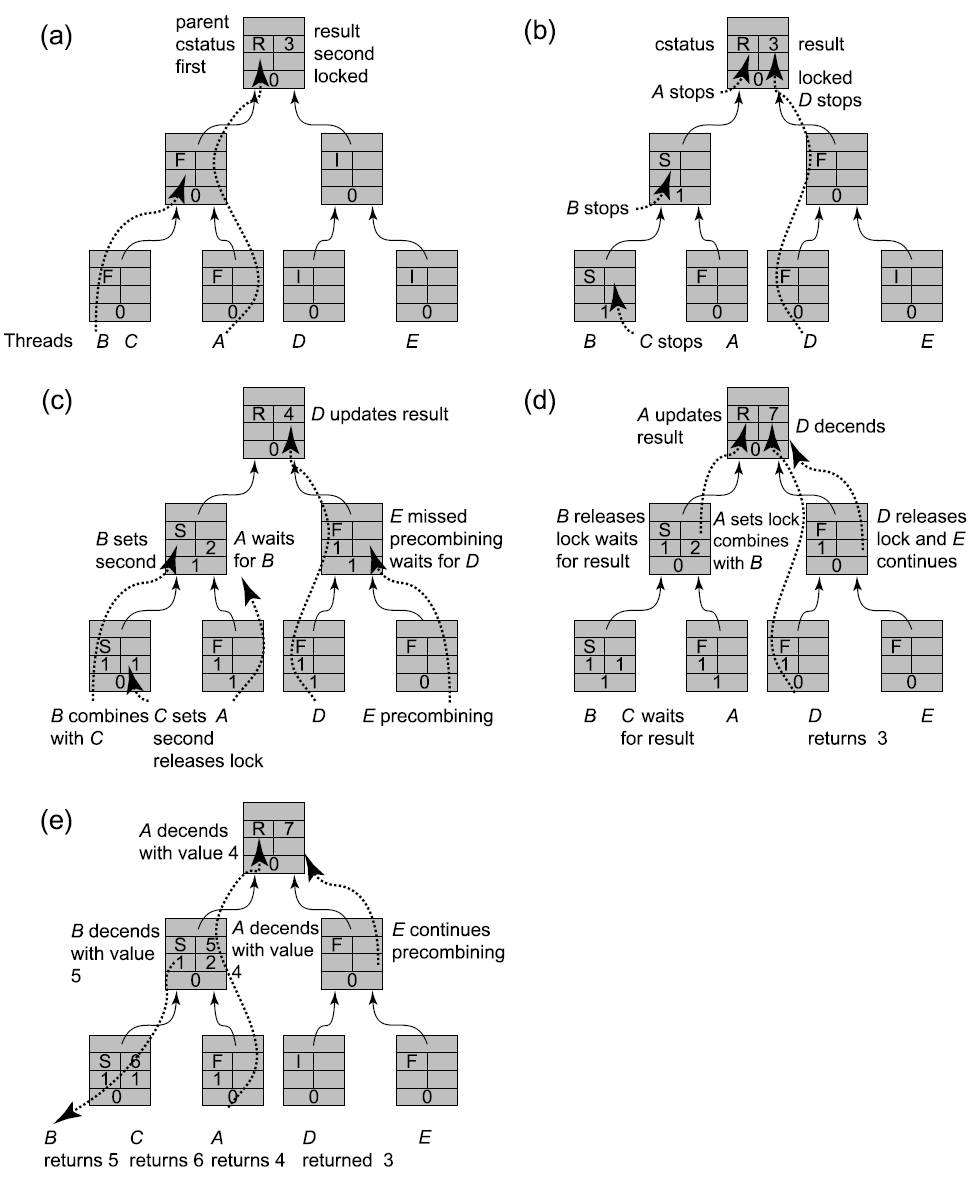 (a)
parent
cstatus
first
R 3
0
result
second
locked
F
0
I
0
F
0
F
0
I
0
I
0
Threads B C A D E
(b)
cstatus
R 3
0
result
locked
A stops
D stops
S
1
F
0
B stops
S
1
F
0
F
0
I
0
B C stops A D E
(c)
R 4
0
D updates result
B sets
second
S
2
1
A waits
for B
F
1
1
E missed
precombining
waits for D
S
1 1
0
F
1
1
F
1
1
F
0
B combines
with C
C sets
second
releases lock
A
D
E precombining
(d)
A updates
result
R 7
0
D decends
B releases
lock waits
for result
S
1 2
0
A sets lock
combines
with B
F
1
0
D releases
lock and E
continues
S
1 1
1
F
1
1
F
1
0
F
0
B
C waits
for result
A
D
returns 3
E
(e)
A decends
with value 4
R 7
0
B decends
with value
5
S 5
1 2
0
A decends
with value
4
F
0
E continues
precombining
S 6
1 1
0
F
1
0
I
0
F
0
B
returns 5
C
returns 6
A
returns 4
D
returned 3
E